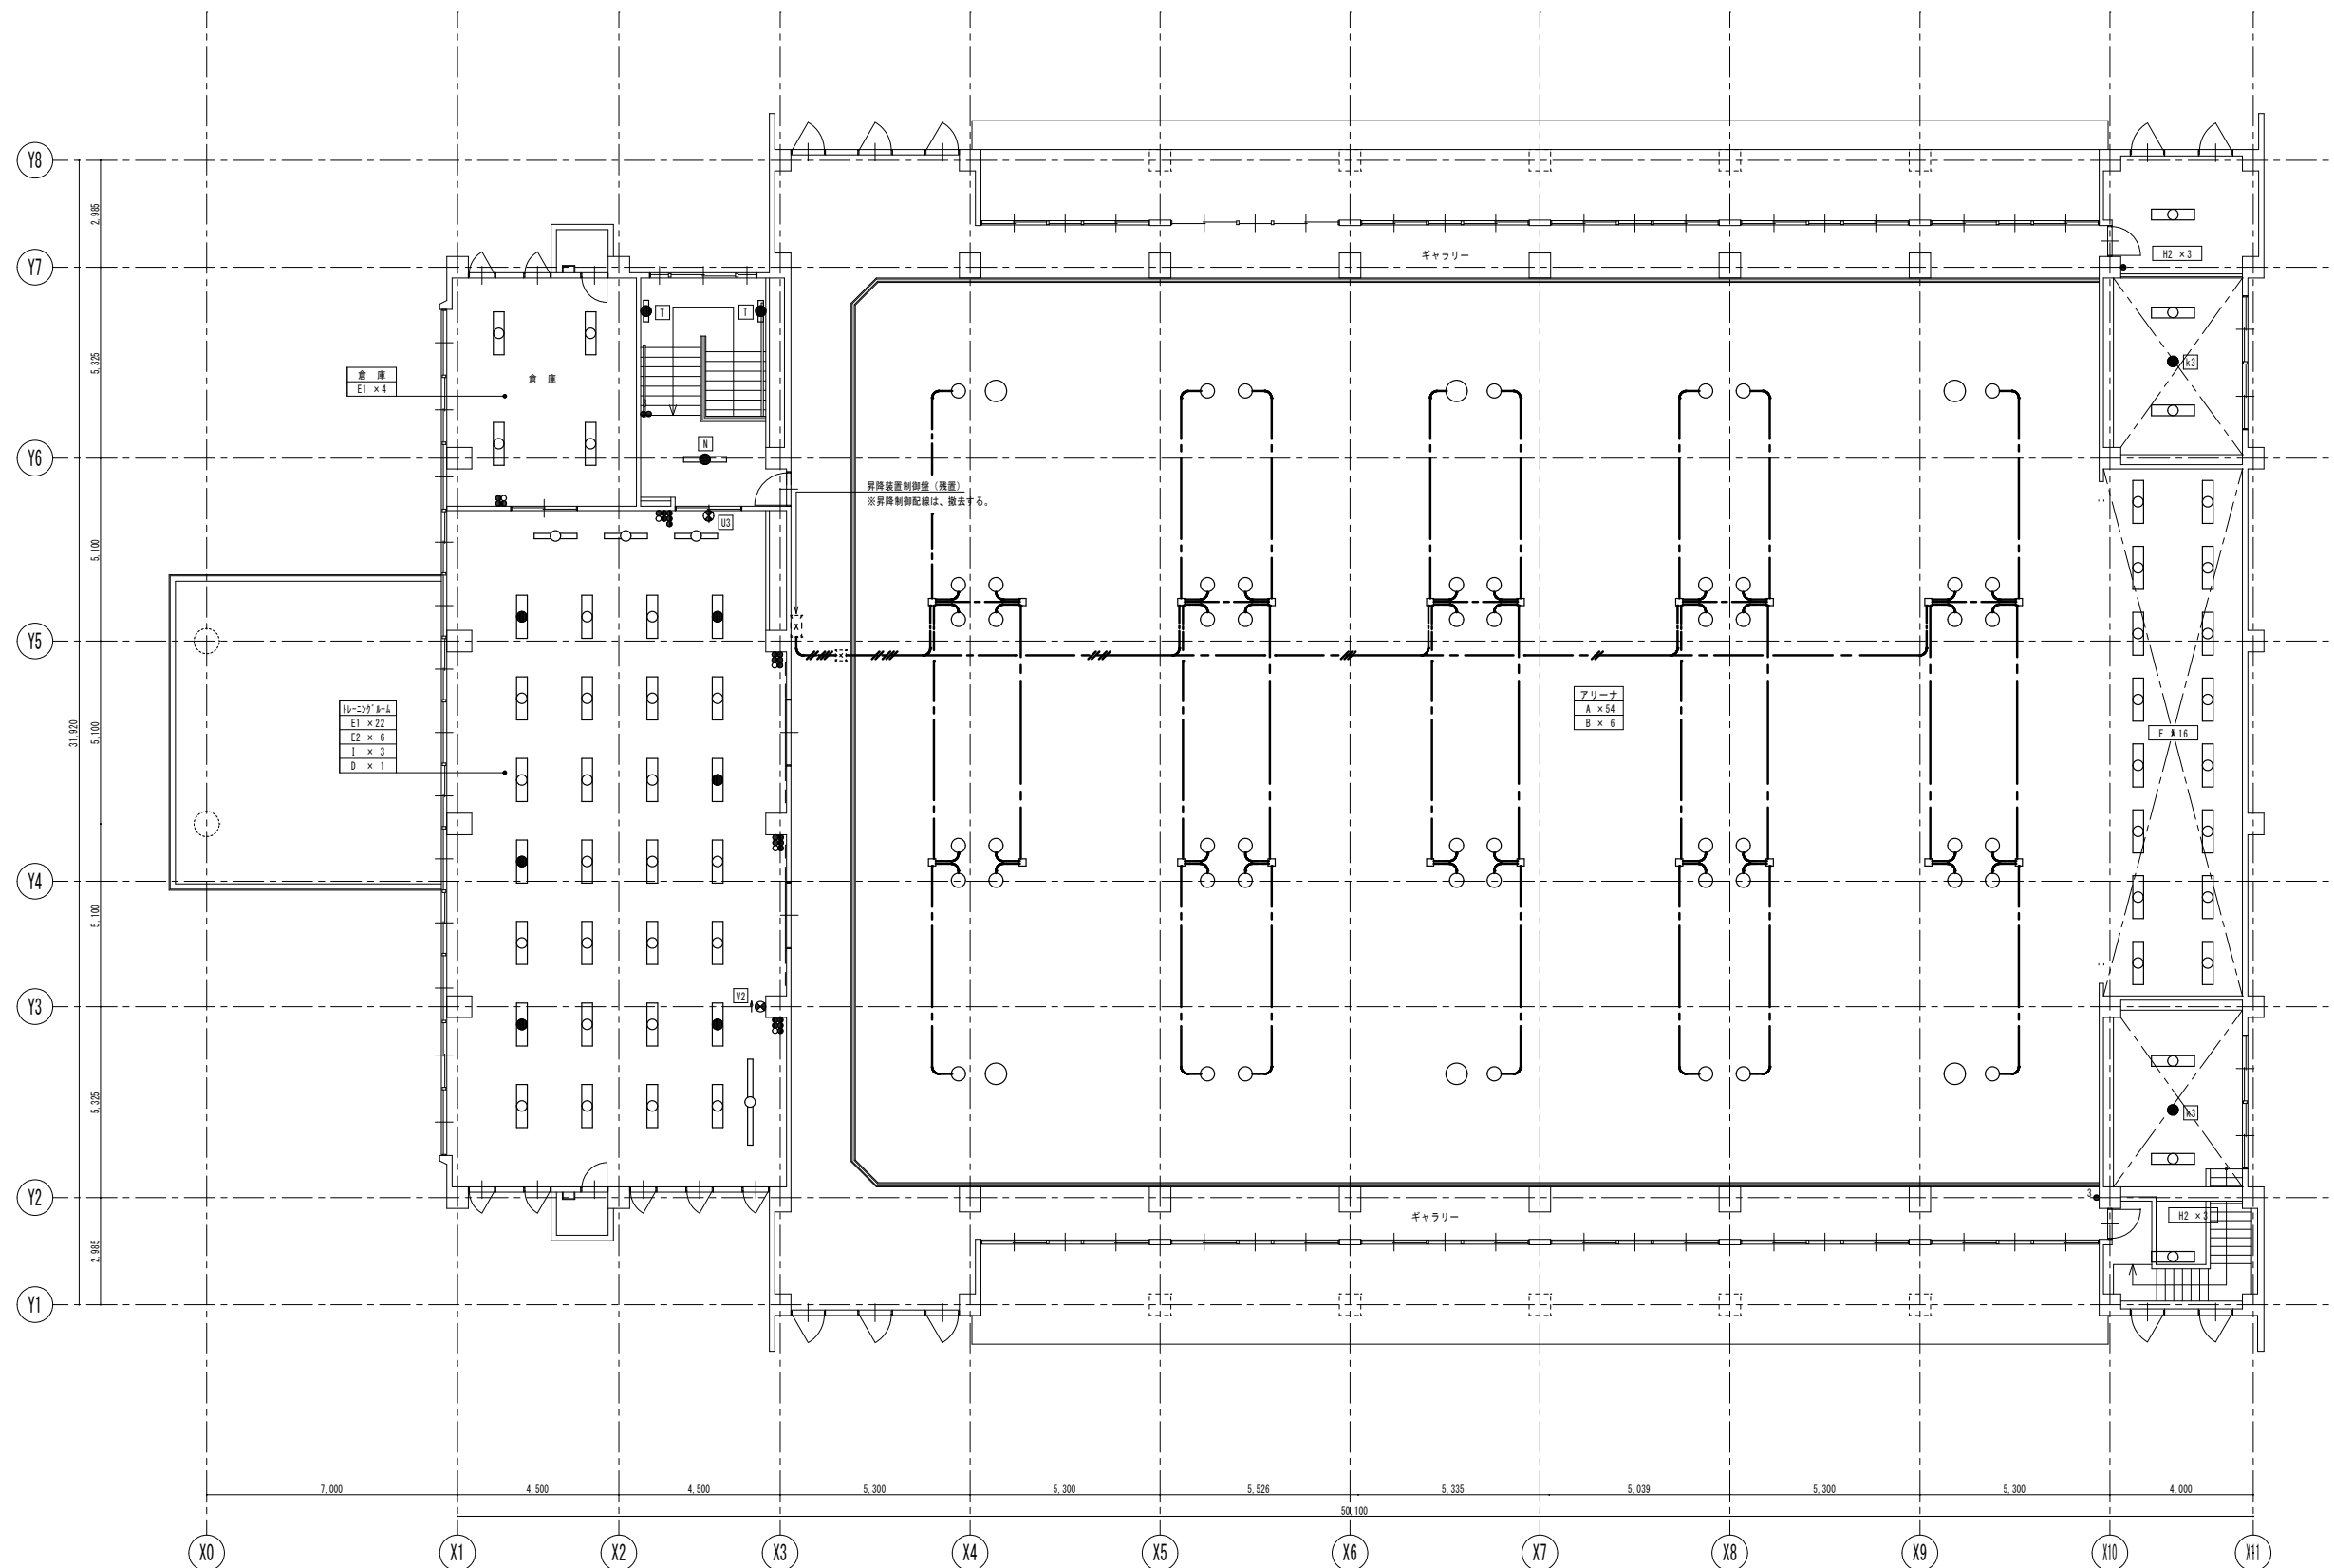 Y8
2,985
Y7
ギャラリー
H2 ×3
T
T
k3
5,325
倉 庫
E1 ×4
倉 庫
N
Y6
昇降装置制御盤（残置）
※昇降制御配線は、撤去する。
U3
5,100
Y5
アリーナ
A ×54
B × 6
トレーニングルーム
E1 ×22
E2 × 6
I × 3
D × 1
31,920
5,100
F ×16
Y4
5,100
V2
Y3
5,325
k3
Y2
3
ギャラリー
H2 ×3
2,985
Y1
7,000
4,500
4,500
5,300
5,300
5,526
5,335
5,039
5,300
5,300
4,000
50,100
X0
X1
X2
X3
X4
X5
X6
X7
X8
X9
X10
X11